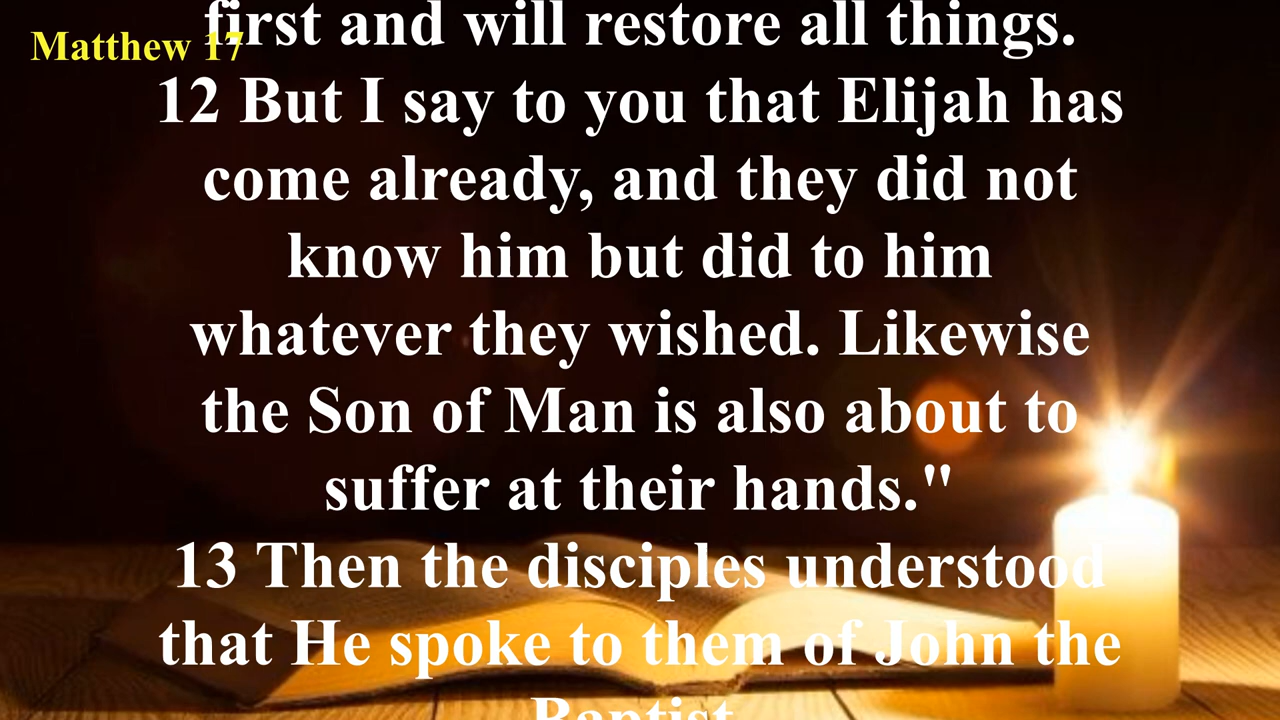 first and will restore all things.
Matthew 17
12 But I say to you that Elijah has
come already, and they did not
know him but did to him
whatever they wished. Likewise
the Son of Man is also about to
suffer at their hands."
13 Then the disciples understood
that He spoke to them of John the
Baptist